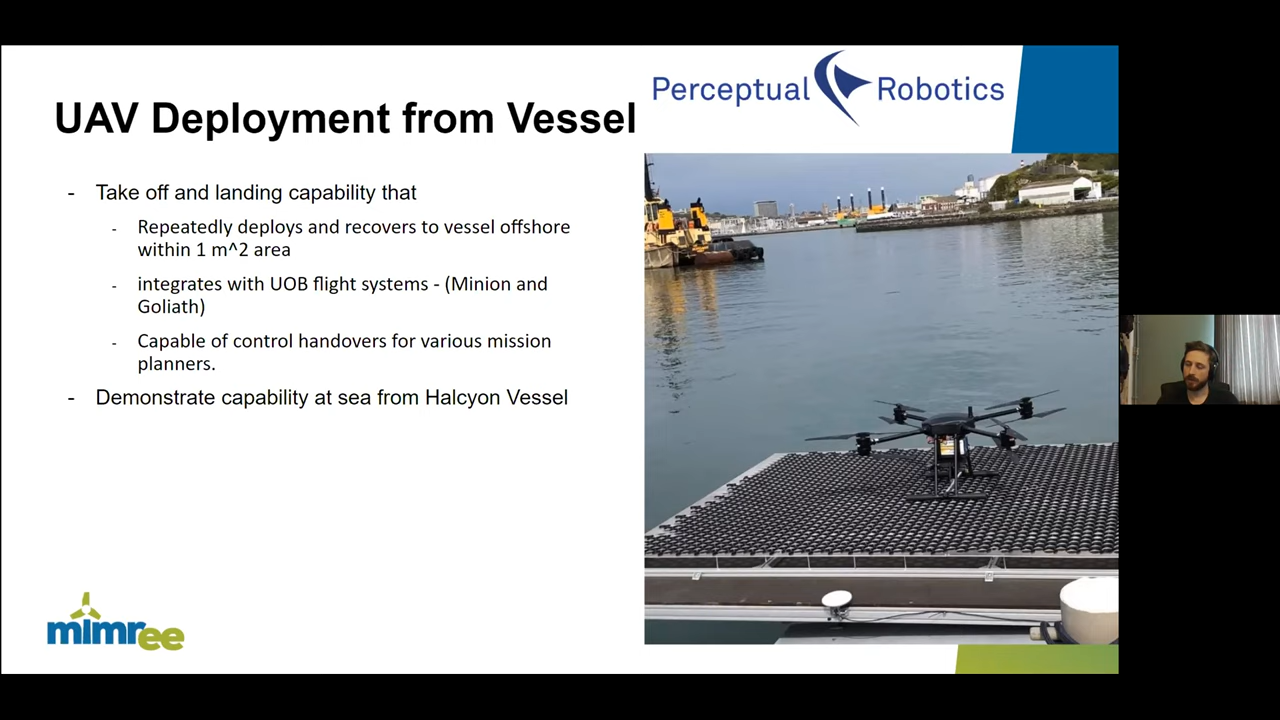 Perceptual Robotics
UAV Deployment from Vessel
- Take off and landing capability that
- Repeatedly deploys and recovers to vessel offshore
within 1 m^2 area
- integrates with UOB flight systems - (Minion and
Goliath)
- Capable of control handovers for various mission
planners.
- Demonstrate capability at sea from Halcyon Vessel
mimree